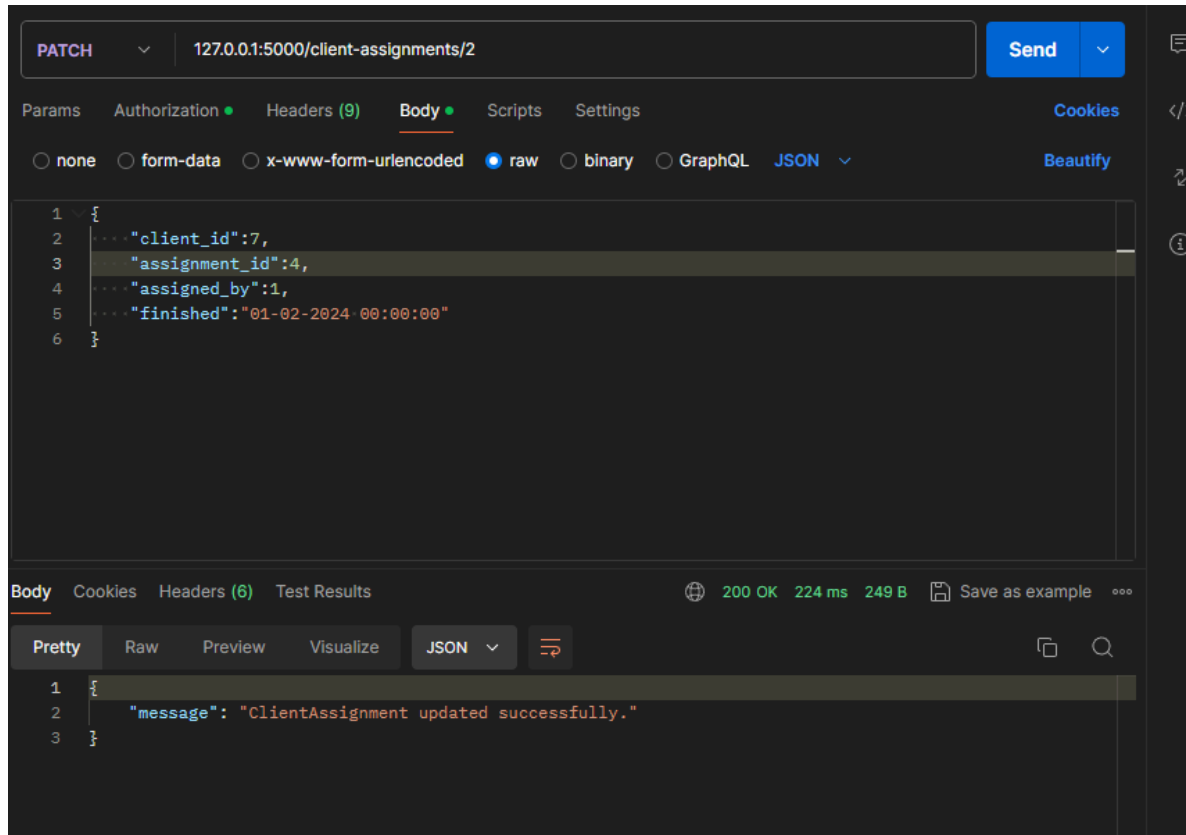 PATCH 127.0.0.1:5000/client-assignments/2 Send
Params Authorization Headers (9) Body Scripts Settings Cookies
none form-data x-www-form-urlencoded raw binary GraphQL JSON Beautify
1 {
2 "client_id":7,
3 "assignment_id":4,
4 "assigned_by":1,
5 "finished":"01-02-2024 00:00:00"
6 }
Body Cookies Headers (6) Test Results 200 OK 224 ms 249 B Save as example
Pretty Raw Preview Visualize JSON
1 {
2 "message": "ClientAssignment updated successfully."
3 }